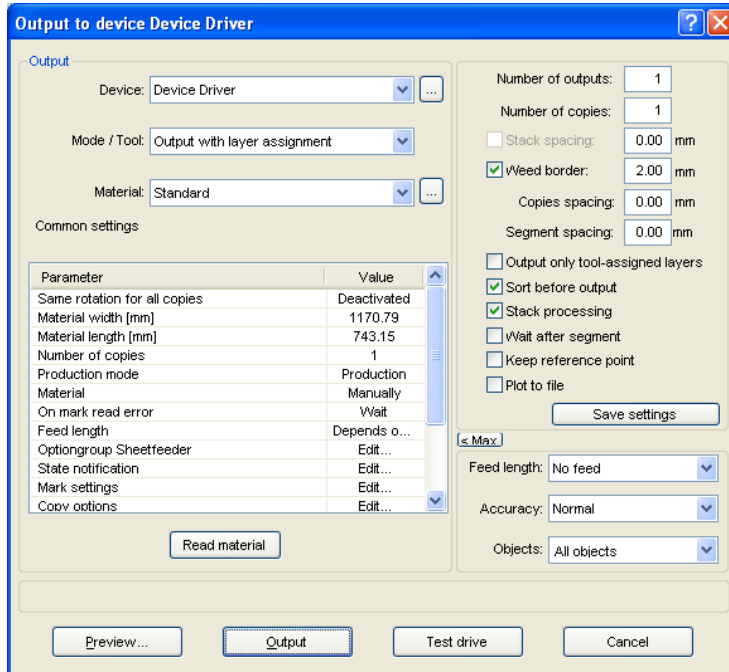 Output to device Device Driver
Output
Device: Device Driver ...
Mode / Tool: Output with layer assignment
Material: Standard ...
Common settings
Parameter Value
Same rotation for all copies Deactivated
Material width [mm] 1170.79
Material length [mm] 743.15
Number of copies 1
Production mode Production
Material Manually
On mark read error Wait
Feed length Depends o...
Optiongroup Sheetfeeder Edit...
State notification Edit...
Mark settings Edit...
Copy options Edit...
Read material
Number of outputs: 1
Number of copies: 1
Stack spacing: 0.00 mm
Weed border: 2.00 mm
Copies spacing: 0.00 mm
Segment spacing: 0.00 mm
Output only tool-assigned layers
Sort before output
Stack processing
Wait after segment
Keep reference point
Plot to file
Save settings
< Max
Feed length: No feed
Accuracy: Normal
Objects: All objects
Preview... Output Test drive Cancel